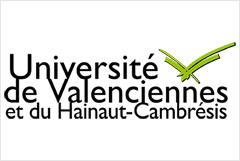 Université
de Valenciennes
et du Hainaut-Cambrésis